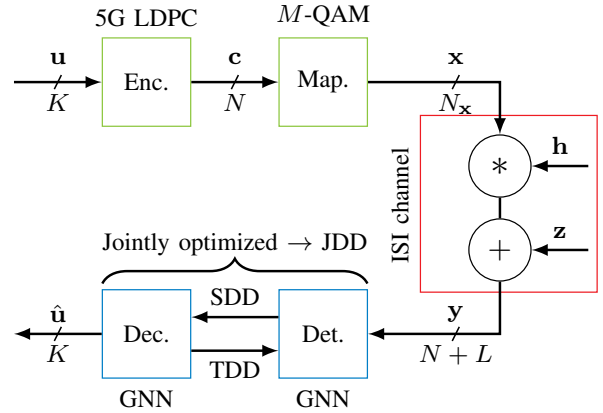 5G LDPC
M-QAM
u
K
Enc.
c
N
Map.
x
N_x
*
h
ISI channel
+
z
Jointly optimized → JDD
û
K
Dec.
SDD
TDD
Det.
y
N + L
GNN
GNN